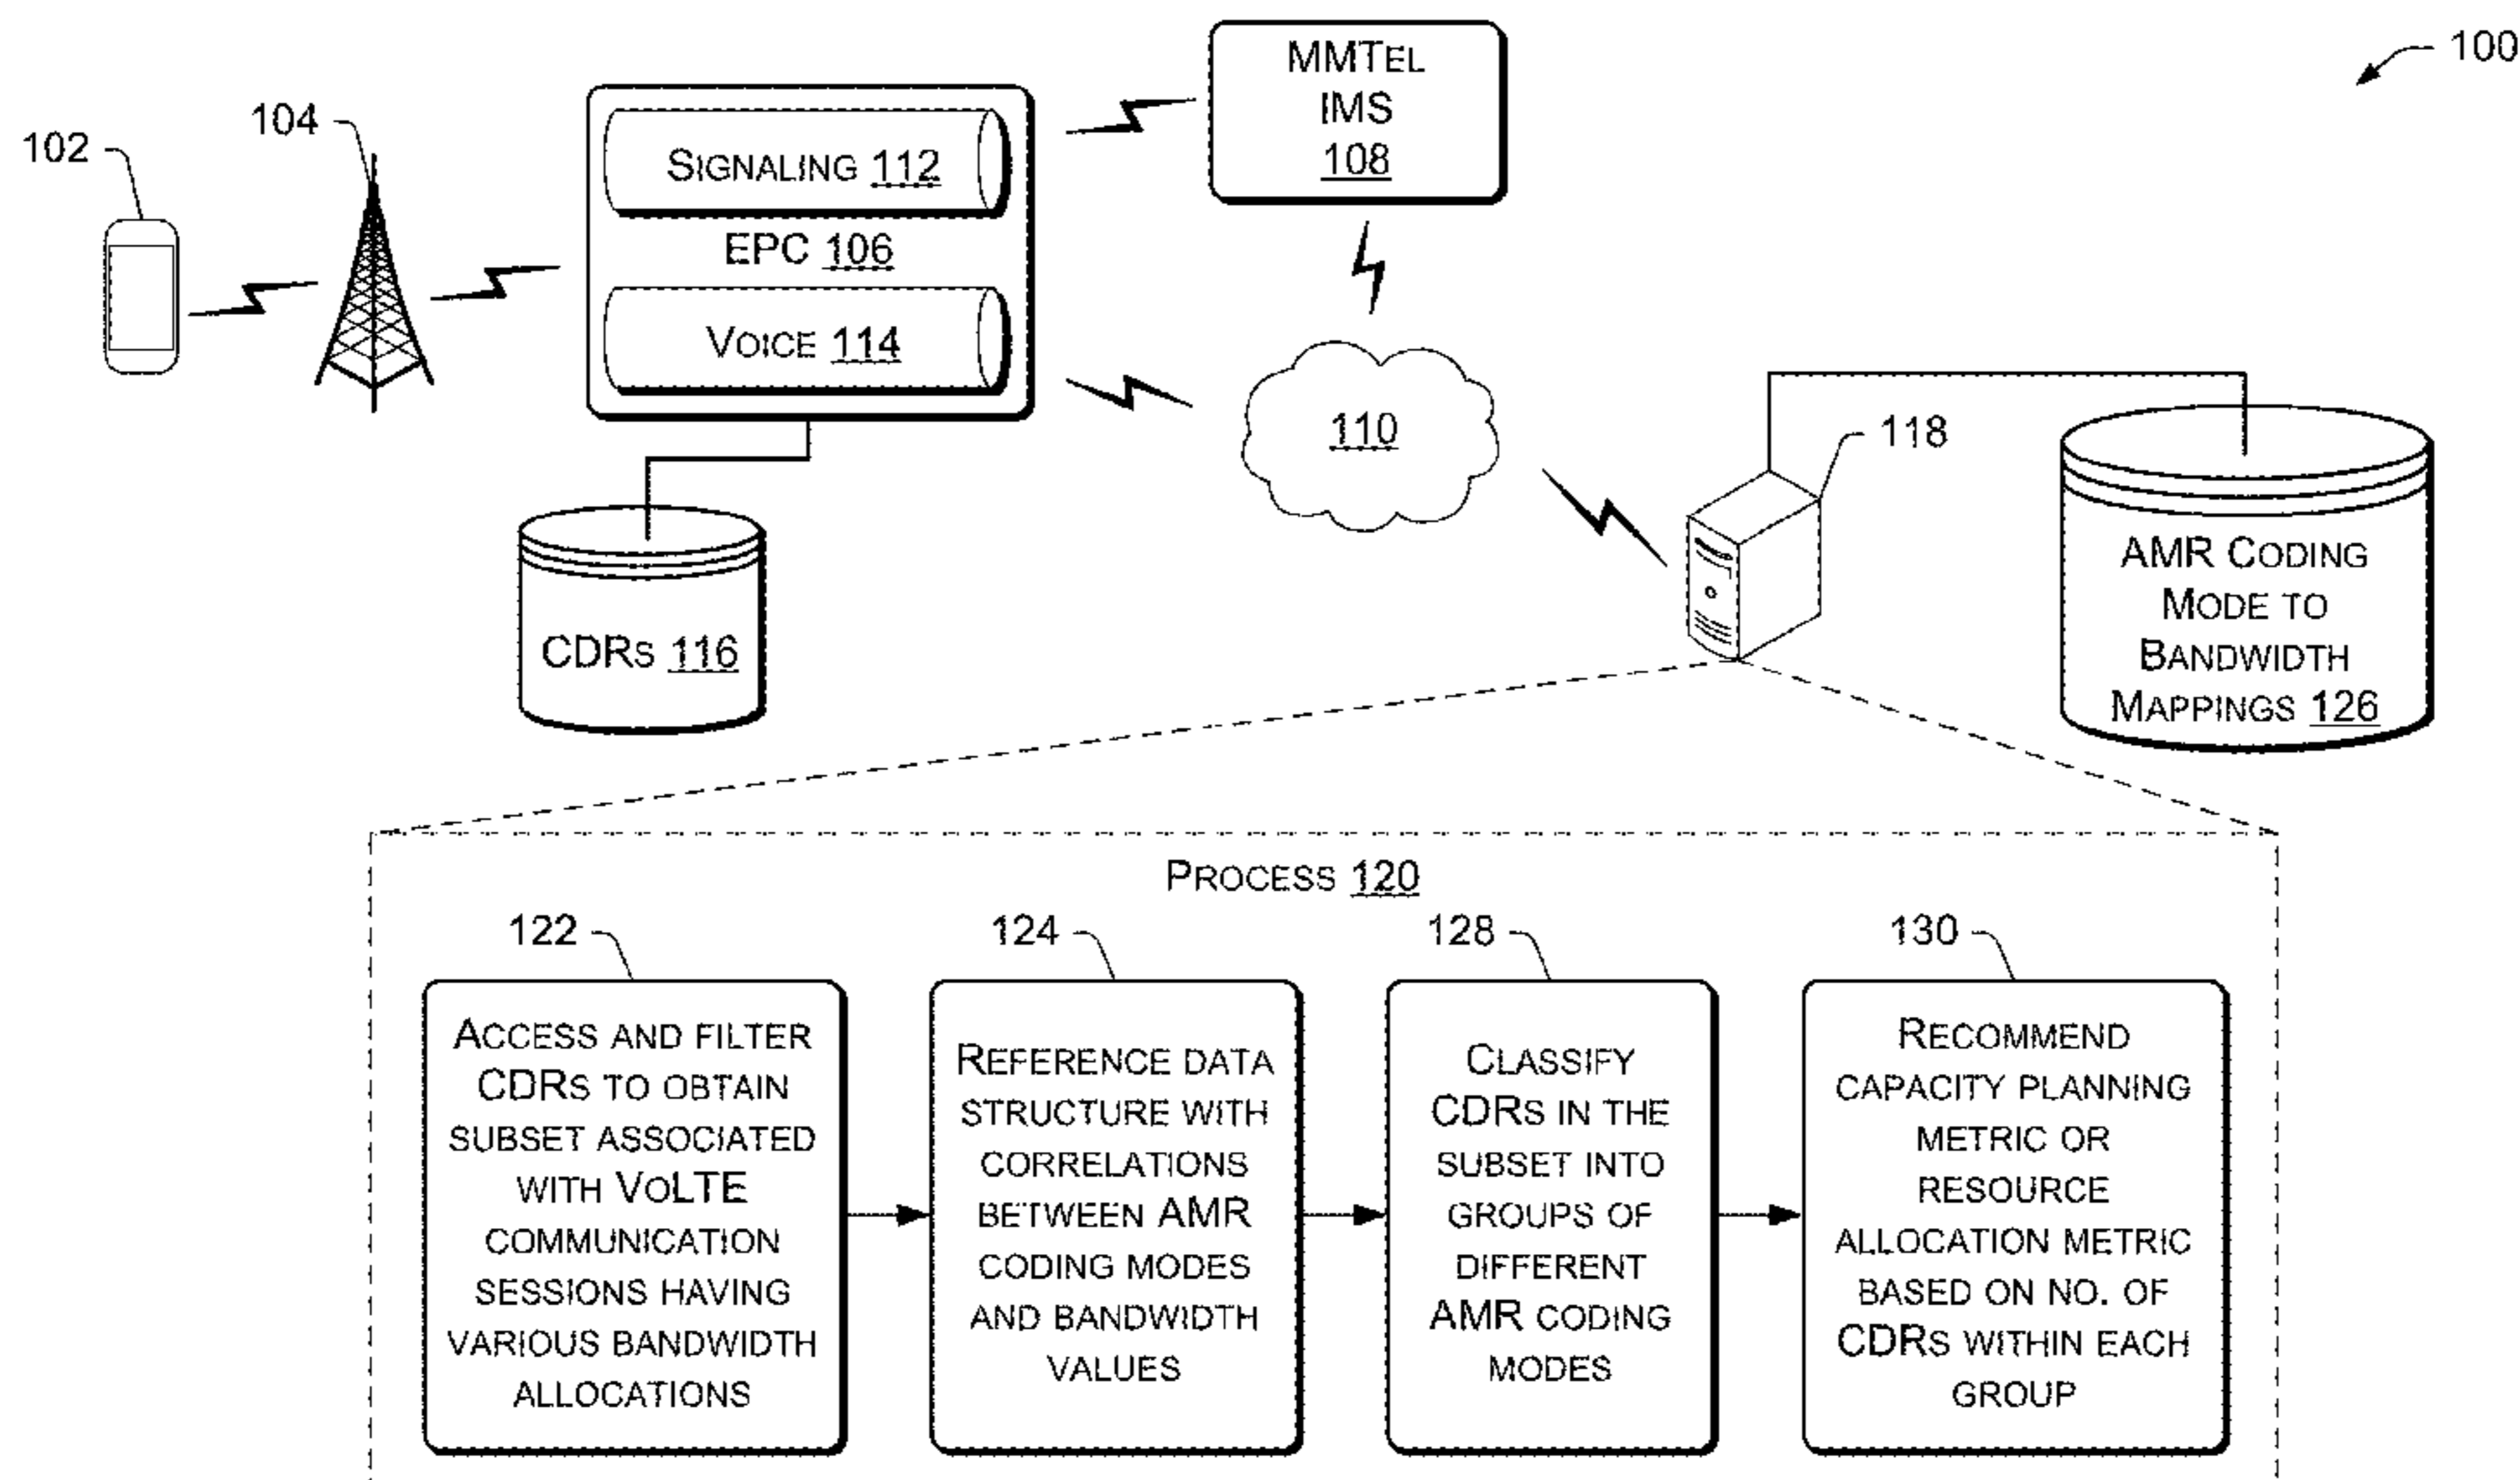 100
MMTEL
IMS
108
104
102
SIGNALING 112
EPC 106
VOICE 114
110
118
CDRS 116
AMR CODING
MODE TO
BANDWIDTH
MAPPINGS 126
PROCESS 120
122
124
128
130
ACCESS AND FILTER
CDRS TO OBTAIN
SUBSET ASSOCIATED
WITH VOLTE
COMMUNICATION
SESSIONS HAVING
VARIOUS BANDWIDTH
ALLOCATIONS
REFERENCE DATA
STRUCTURE WITH
CORRELATIONS
BETWEEN AMR
CODING MODES
AND BANDWIDTH
VALUES
CLASSIFY
CDRS IN THE
SUBSET INTO
GROUPS OF
DIFFERENT
AMR CODING
MODES
RECOMMEND
CAPACITY PLANNING
METRIC OR
RESOURCE
ALLOCATION METRIC
BASED ON NO. OF
CDRS WITHIN EACH
GROUP